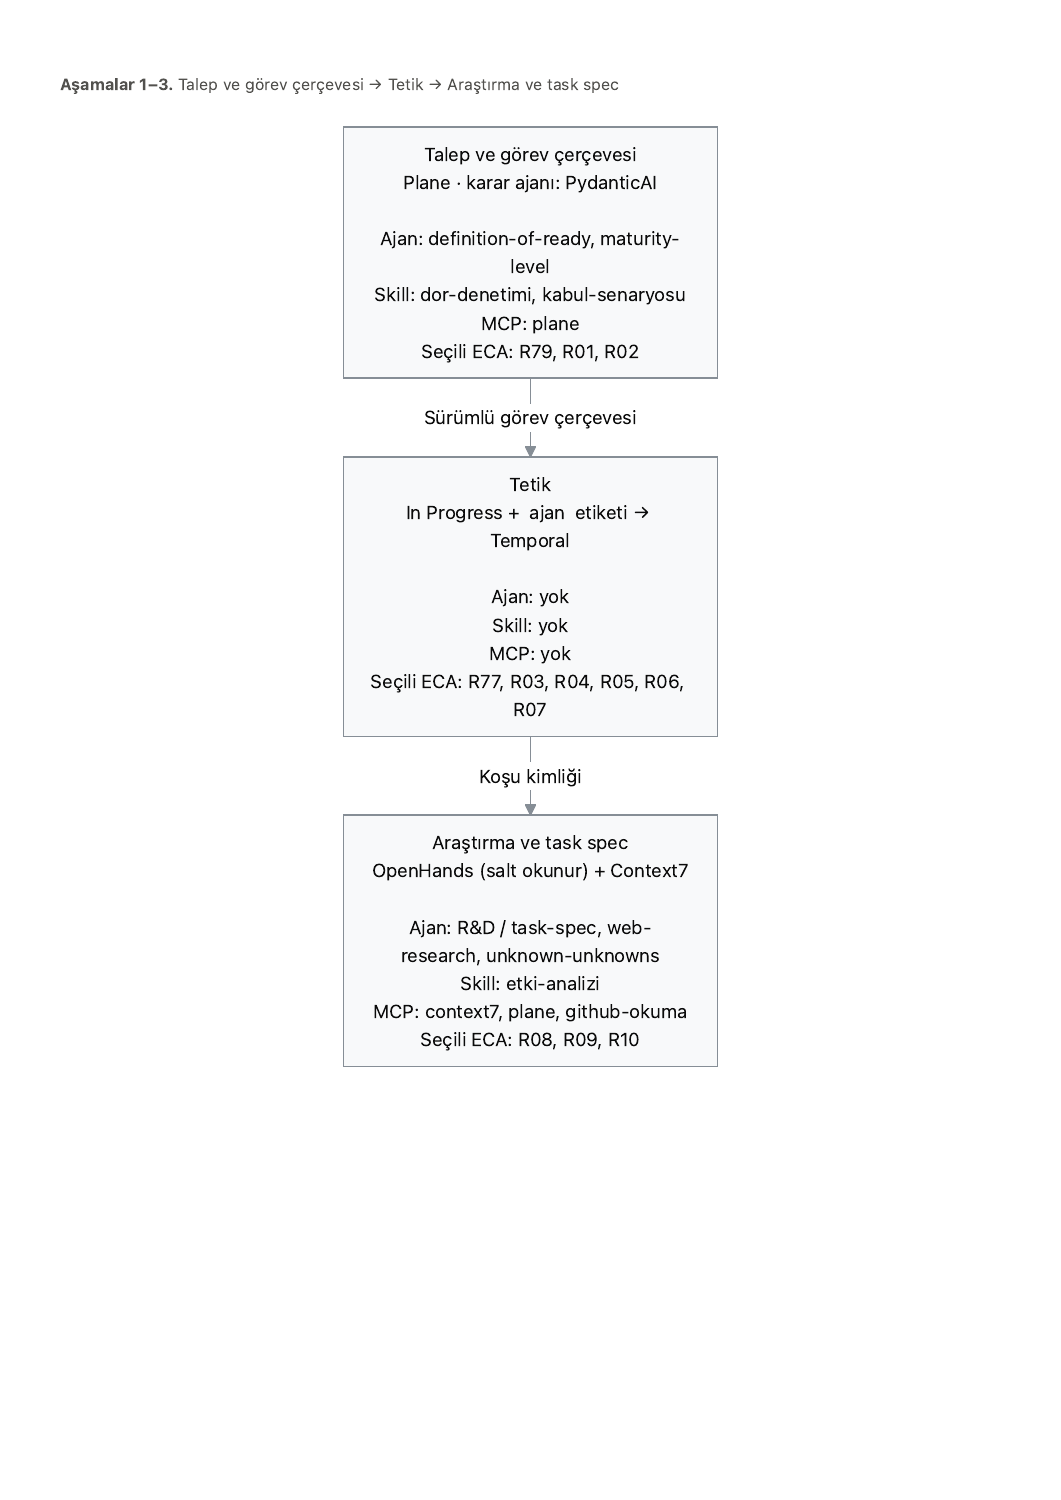 Aşamalar 1–3. Talep ve görev çerçevesi → Tetik → Araştırma ve task spec
Talep ve görev çerçevesi
Plane · karar ajanı: PydanticAI
Ajan: definition-of-ready, maturity-
level
Skill: dor-denetimi, kabul-senaryosu
MCP: plane
Seçili ECA: R79, R01, R02
Sürümlü görev çerçevesi
Tetik
In Progress + ajan etiketi →
Temporal
Ajan: yok
Skill: yok
MCP: yok
Seçili ECA: R77, R03, R04, R05, R06,
R07
Koşu kimliği
Araştırma ve task spec
OpenHands (salt okunur) + Context7
Ajan: R&D / task-spec, web-
research, unknown-unknowns
Skill: etki-analizi
MCP: context7, plane, github-okuma
Seçili ECA: R08, R09, R10